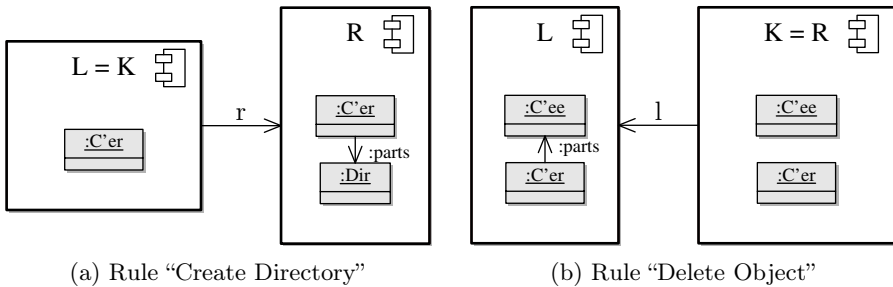 L = K
:C'er
r
R
:C'er
:parts
:Dir
L
:C'ee
:parts
:C'er
l
K = R
:C'ee
:C'er
(a) Rule “Create Directory”
(b) Rule “Delete Object”